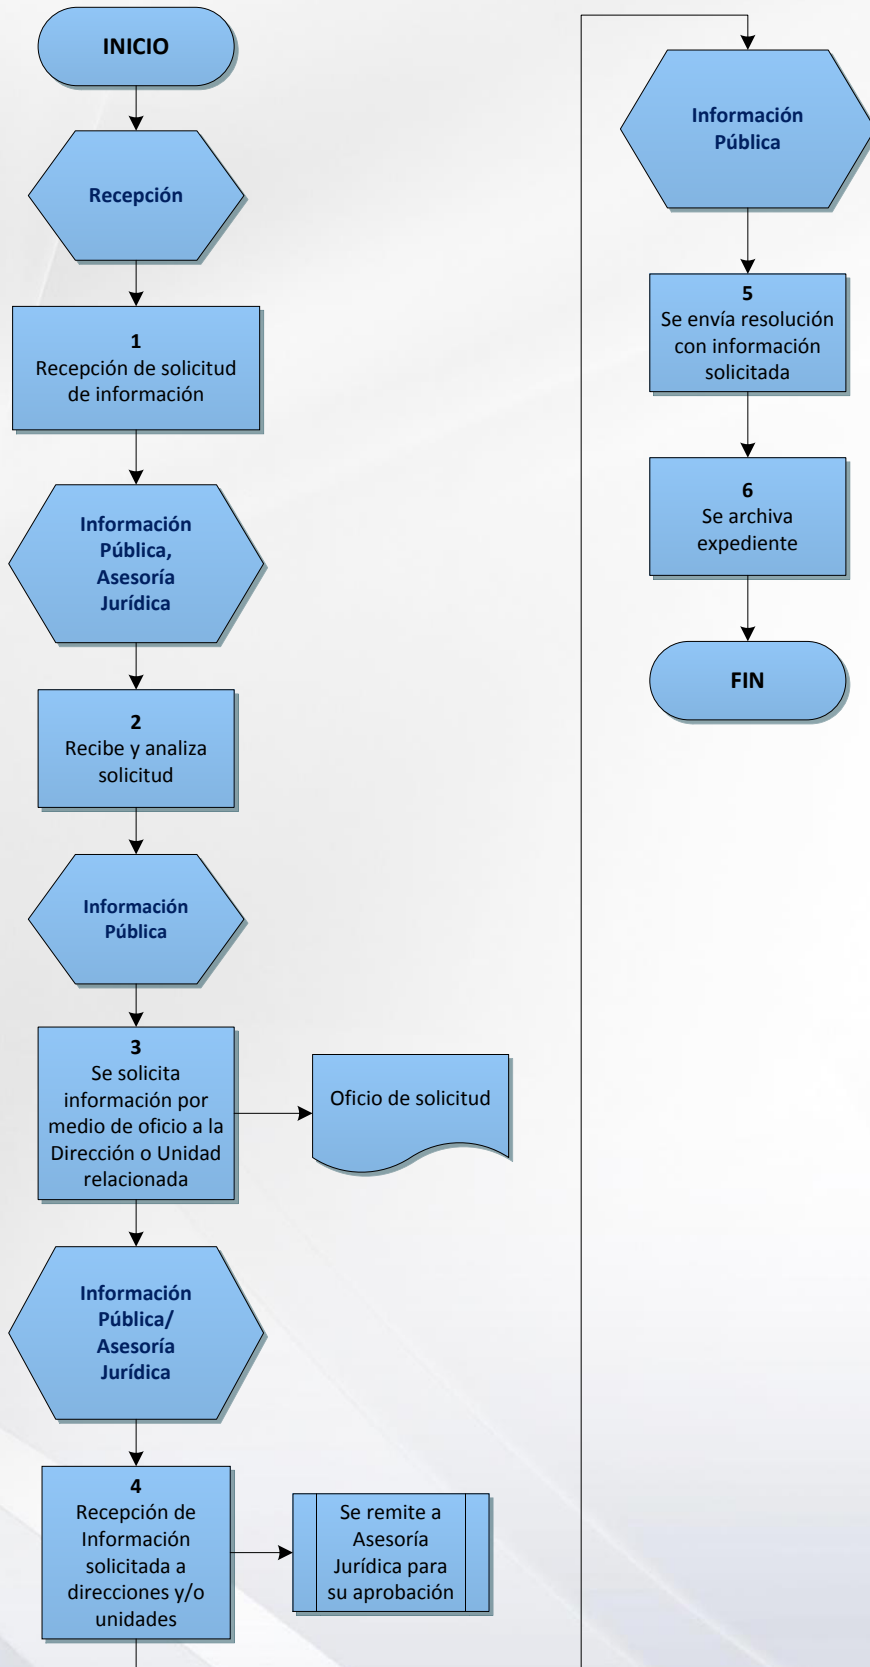 INICIO
Recepción
1
Recepción de solicitud
de información
Información
Pública,
Asesoría
Jurídica
2
Recibe y analiza
solicitud
Información
Pública
3
Se solicita
información por
medio de oficio a la
Dirección o Unidad
relacionada
Oficio de solicitud
Información
Pública/
Asesoría
Jurídica
4
Recepción de
Información
solicitada a
direcciones y/o
unidades
Se remite a
Asesoría
Jurídica para
su aprobación
Información
Pública
5
Se envía resolución
con información
solicitada
6
Se archiva
expediente
FIN